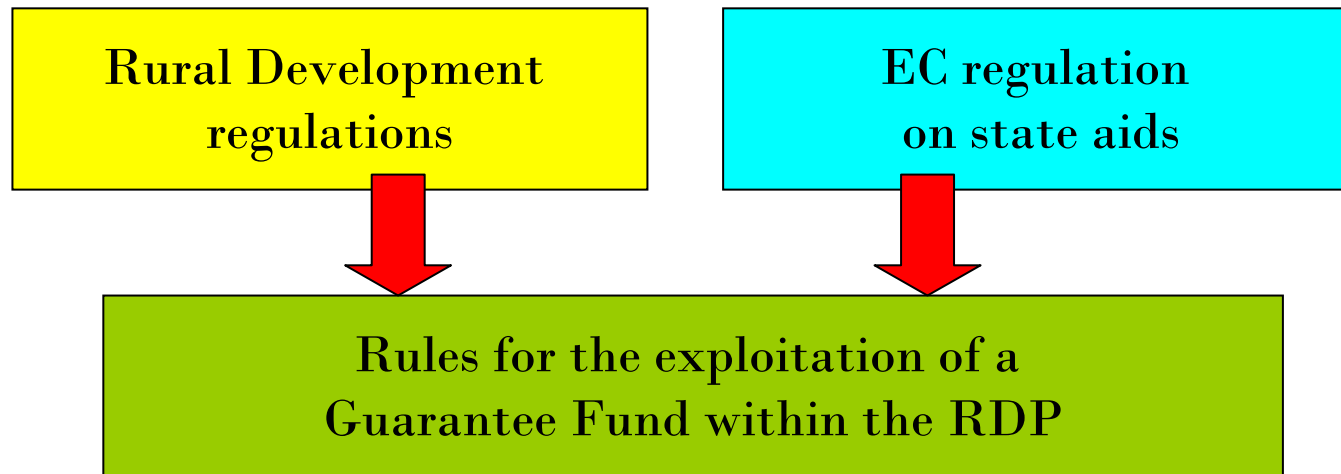 Rural Development
regulations
EC regulation
on state aids
Rules for the exploitation of a
Guarantee Fund within the RDP